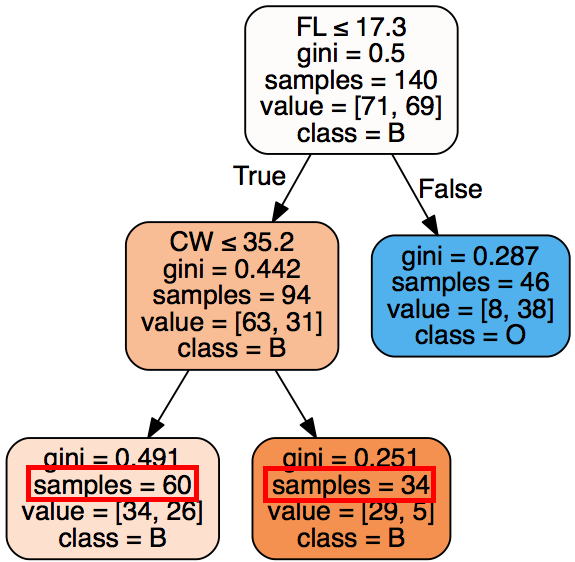 FL ≤ 17.3
gini = 0.5
samples = 140
value = [71, 69]
class = B
True
False
CW ≤ 35.2
gini = 0.442
samples = 94
value = [63, 31]
class = B
gini = 0.287
samples = 46
value = [8, 38]
class = O
gini = 0.491
samples = 60
value = [34, 26]
class = B
gini = 0.251
samples = 34
value = [29, 5]
class = B